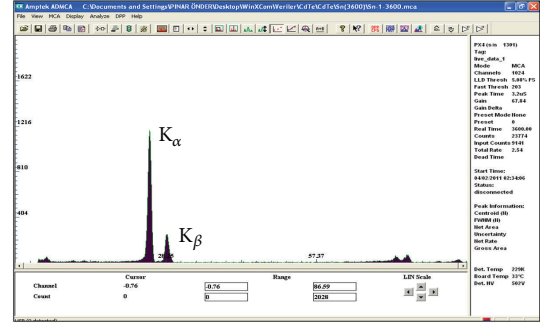 Amptek ADMCA C:\Documents and Settings\PINAR ÖNDER\Desktop\WinXCom\Veriler\CdTe\CdTe\Sn(3600)\Sn-1-3600.mca
File View MCA Display Analyze DPP Help
1622
1216
810
404
Kα
Kβ
57.37
PX4 (s/n 1301)
Tag:
live_data_1
Mode MCA
Channels 1024
LLD Thresh 5.08% FS
Fast Thresh 203
Peak Time 3.2uS
Gain 67.84
Gain Delta
Preset Mode None
Preset 0
Real Time 3600.00
Counts 23774
Input Counts 9141
Total Rate 2.54
Dead Time
Start Time:
04/02/2011 02:34:06
Status:
disconnected
Peak Information:
Centroid (N)
FWHM (N)
Net Area
Uncertainty
Net Rate
Gross Area
Det. Temp 229K
Board Temp 33°C
Det. HV 502V
Cursor Range LIN Scale
Channel -0.76 -0.76 86.59
Count 0 0 2028